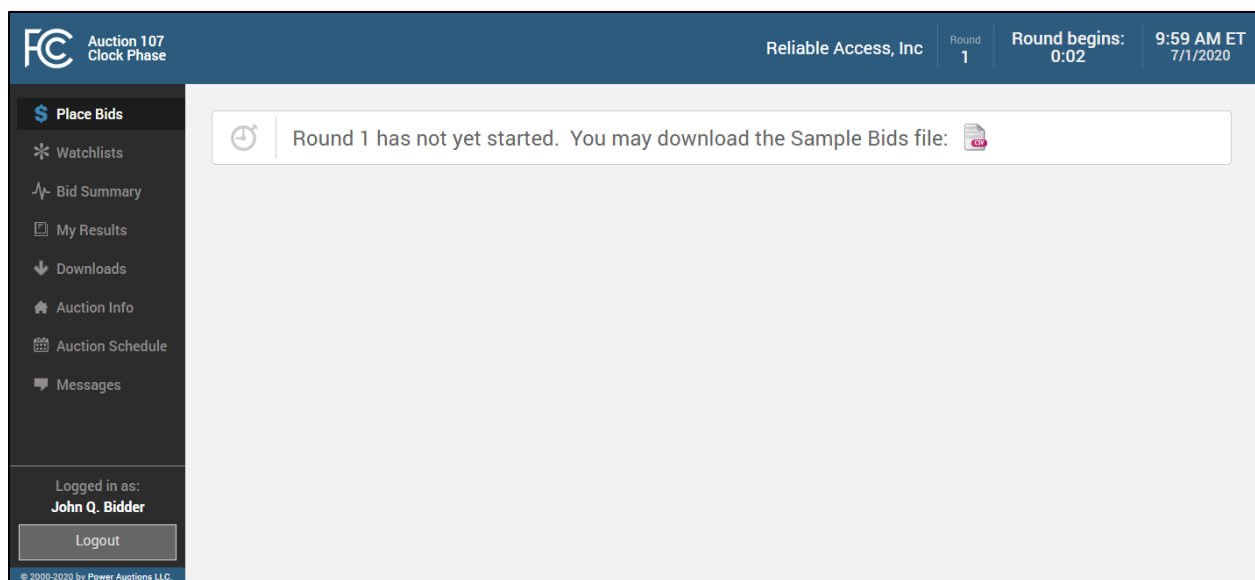 FCC
Auction 107
Clock Phase
Reliable Access, Inc
Round
1
Round begins:
0:02
9:59 AM ET
7/1/2020
Place Bids
Watchlists
Bid Summary
My Results
Downloads
Auction Info
Auction Schedule
Messages
Round 1 has not yet started. You may download the Sample Bids file:
CSV
Logged in as:
John Q. Bidder
Logout
© 2000-2020 by Power Auctions LLC.